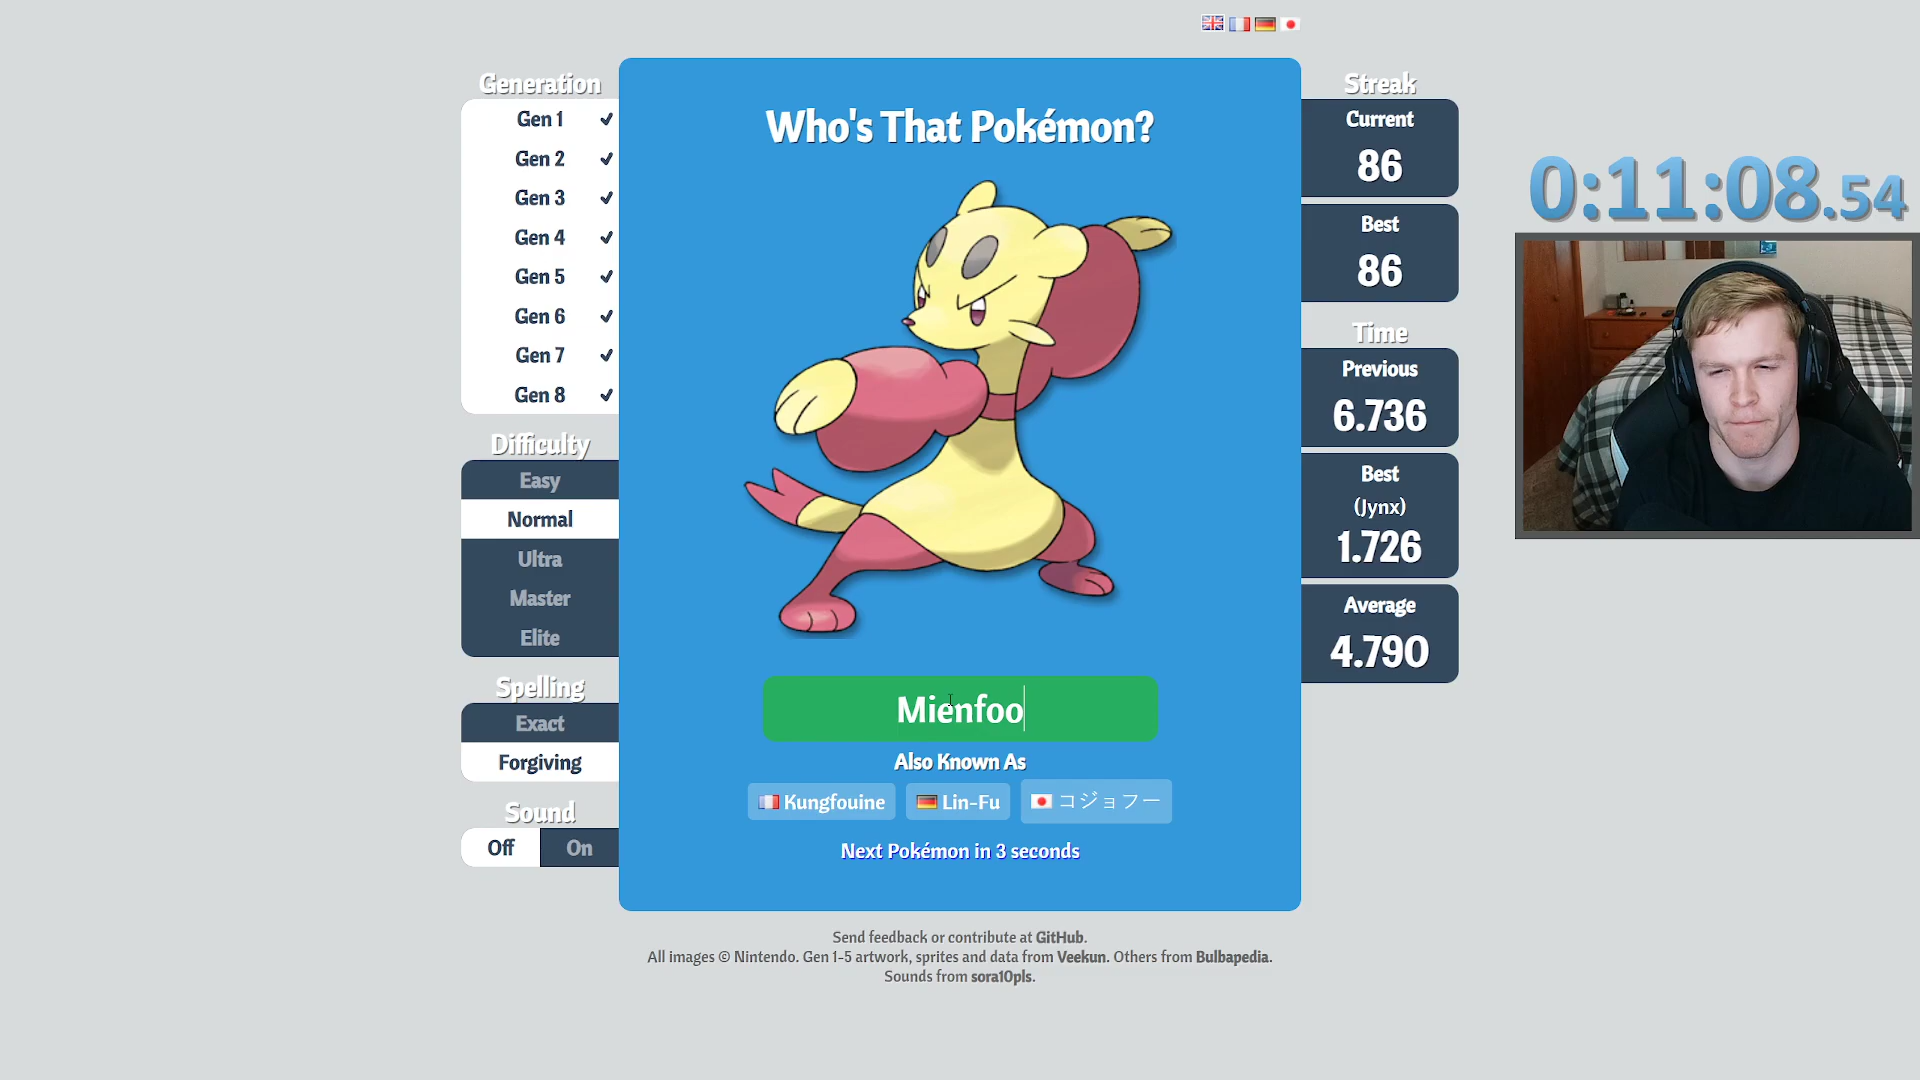 Generation
Gen 1 ✔
Gen 2 ✔
Gen 3 ✔
Gen 4 ✔
Gen 5 ✔
Gen 6 ✔
Gen 7 ✔
Gen 8 ✔
Difficulty
Easy
Normal
Ultra
Master
Elite
Spelling
Exact
Forgiving
Sound
Off On
Who's That Pokémon?
Mienfoo
Also Known As
Kungfouine Lin-Fu コジョフー
Next Pokémon in 3 seconds
Streak
Current
86
Best
86
Time
Previous
6.736
Best
(Jynx)
1.726
Average
4.790
0:11:08.54
Send feedback or contribute at GitHub.
All images © Nintendo. Gen 1-5 artwork, sprites and data from Veekun. Others from Bulbapedia.
Sounds from sora10pls.